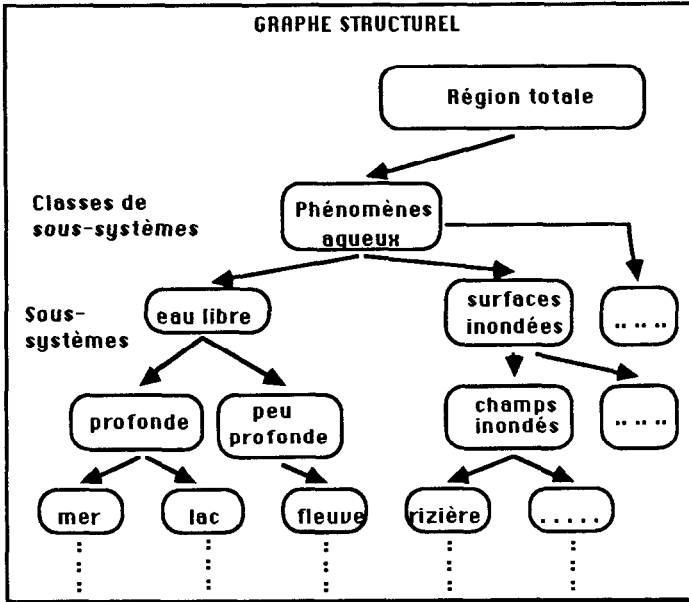 GRAPHE STRUCTUREL
Région totale
Classes de
sous-systèmes
Phénomènes
aqueux
Sous-
systèmes
eau libre
surfaces
inondées
.. .. ..
profonde
peu
profonde
champs
inondés
.. .. ..
mer
lac
fleuve
rizière
. . . . .